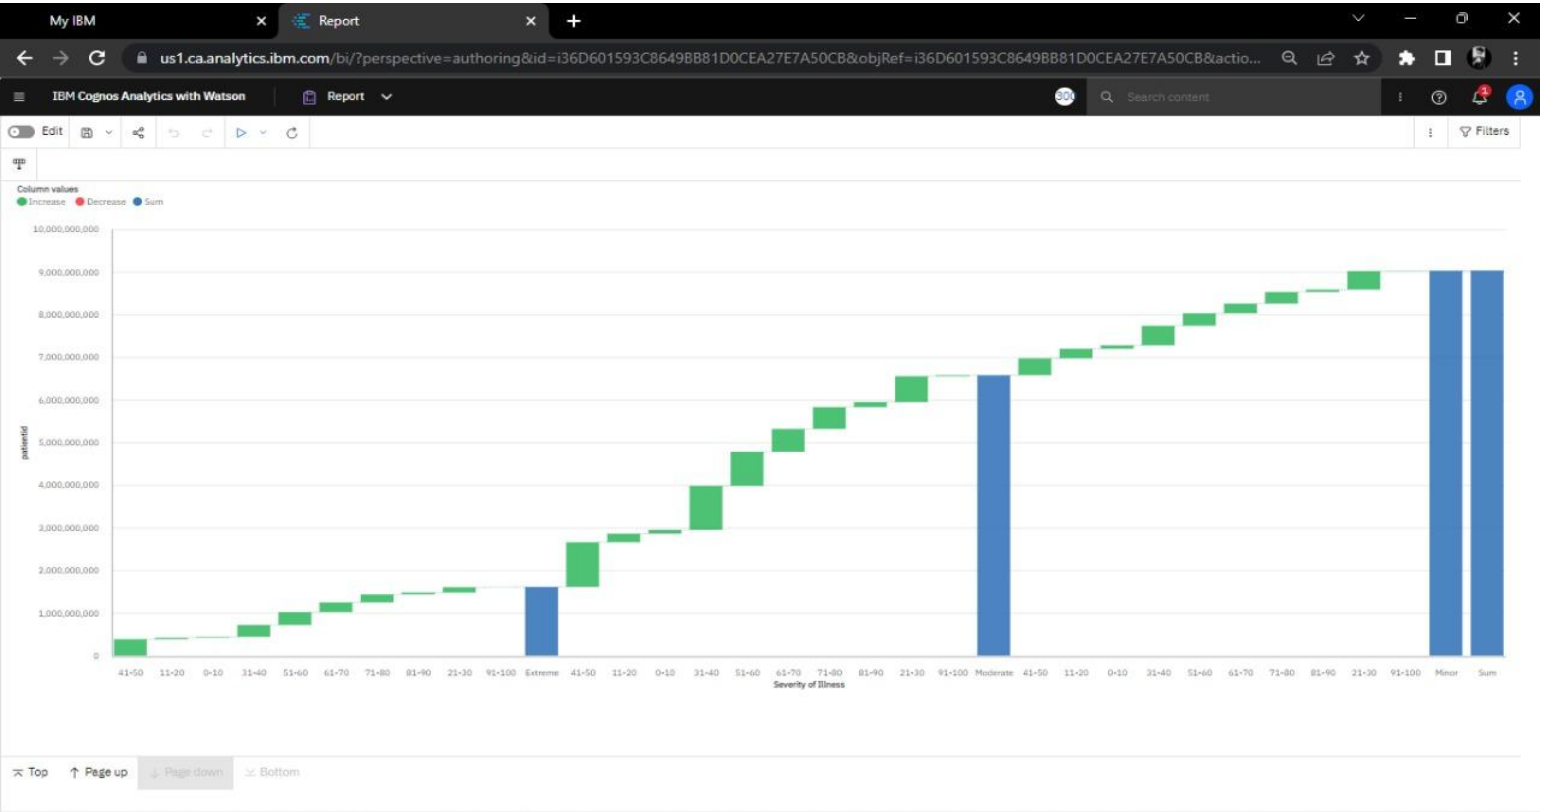 My IBM
Report
us1.ca.analytics.ibm.com/bi/?perspective=authoring&id=i36D601593C8649BB81D0CEA27E7A50CB&objRef=i36D601593C8649BB81D0CEA27E7A50CB&actio...
IBM Cognos Analytics with Watson
Report
300
Search content
1
Edit
Filters
Column values
Increase Decrease Sum
10,000,000,000
9,000,000,000
8,000,000,000
7,000,000,000
6,000,000,000
5,000,000,000
4,000,000,000
3,000,000,000
2,000,000,000
1,000,000,000
0
patientid
41-50 11-20 0-10 31-40 51-60 61-70 71-80 81-90 21-30 91-100 Extreme 41-50 11-20 0-10 31-40 51-60 61-70 71-80 81-90 21-30 91-100 Moderate 41-50 11-20 0-10 31-40 51-60 61-70 71-80 81-90 21-30 91-100 Minor Sum
Severity of Illness
Top Page up Page down Bottom